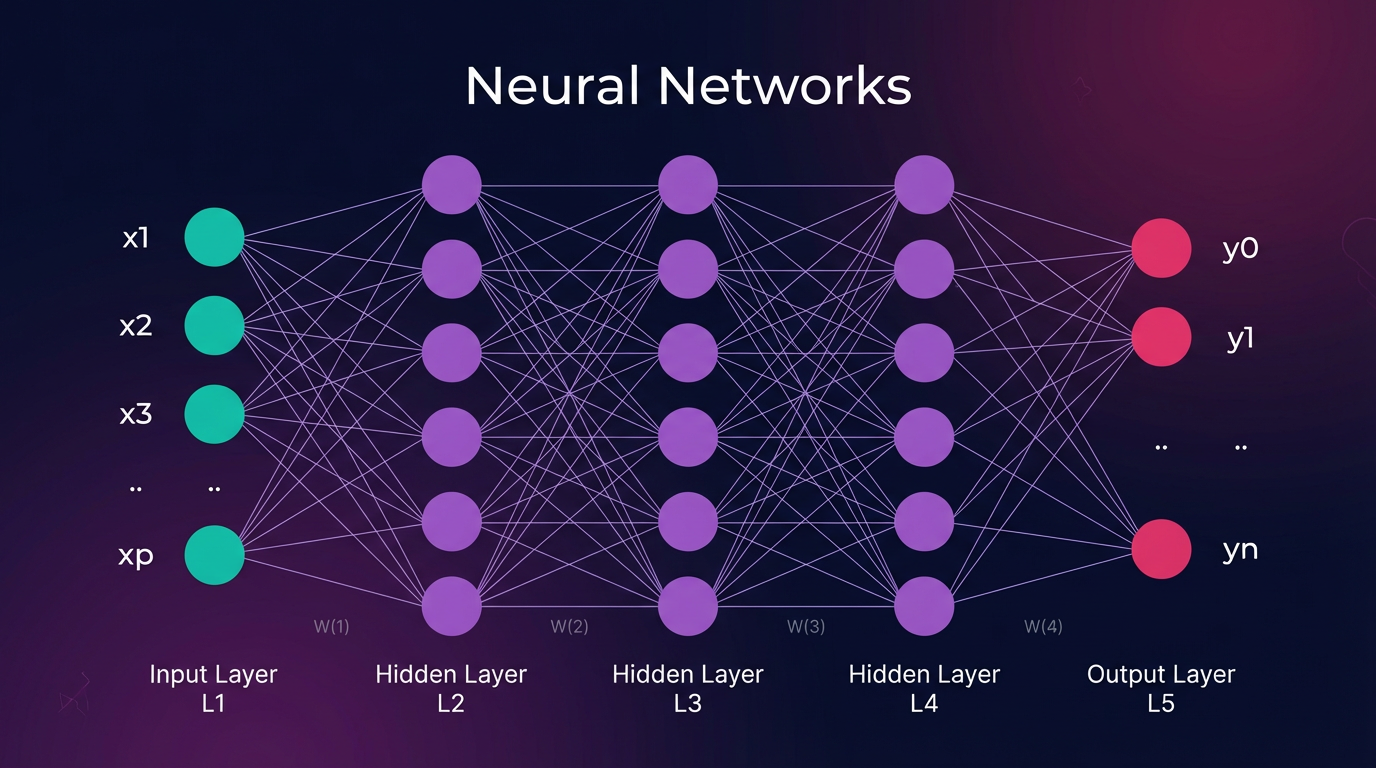 Neural Networks
x1
x2
x3
..
..
xp
y0
y1
..
..
yn
W(1)
W(2)
W(3)
W(4)
Input Layer
L1
Hidden Layer
L2
Hidden Layer
L3
Hidden Layer
L4
Output Layer
L5